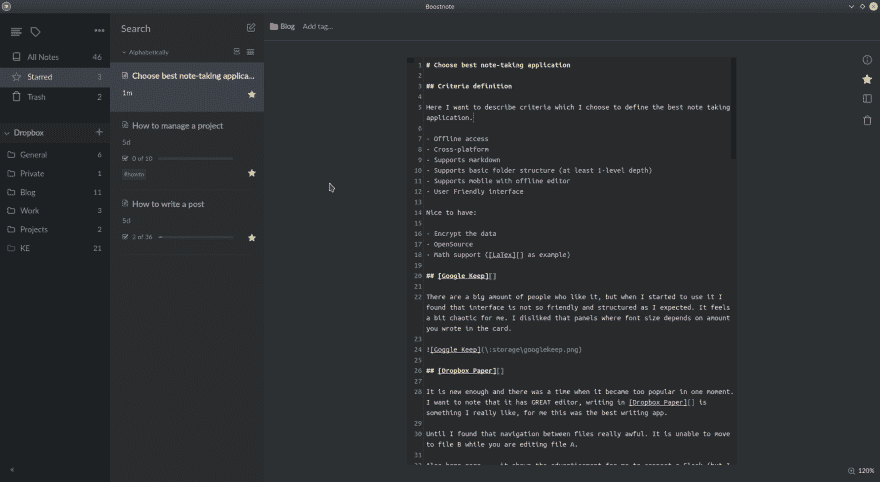 Boostnote
All Notes 46
Starred 3
Trash 2
Dropbox
General 6
Private 1
Blog 11
Work 3
Projects 2
KE 21
Search
Alphabetically
Choose best note-taking applica...
1m
How to manage a project
5d
0 of 10
#howto
How to write a post
5d
2 of 36
Blog Add tag...
1 # Choose best note-taking application
2
3 ## Criteria definition
4
5 Here I want to describe criteria which I choose to define the best note taking
application.
6
7 - Offline access
8 - Cross-platform
9 - Supports markdown
10 - Supports basic folder structure (at least 1-level depth)
11 - Supports mobile with offline editor
12 - User Friendly interface
13
14 Nice to have:
15
16 - Encrypt the data
17 - OpenSource
18 - Math support ([LaTex][] as example)
19
20 ## [Google Keep][]
21
22 There are a big amount of people who like it, but when I started to use it I
found that interface is not so friendly and structured as I expected. It feels
a bit chaotic for me. I disliked that panels where font size depends on amount
you wrote in the card.
23
24 ![Goggle Keep](\:storage\googlekeep.png)
25
26 ## [Dropbox Paper][]
27
28 It is new enough and there was a time when it became too popular in one moment.
I want to note that it has GREAT editor, writing in [Dropbox Paper][] is
something I really like, for me this was the best writing app.
29
30 Until I found that navigation between files really awful. It is unable to move
to file B while you are editing file A.
31
120%